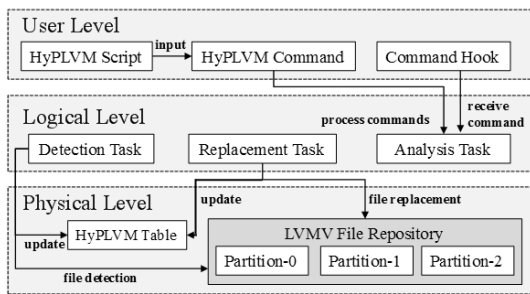 User Level
HyPLVM Script
input
HyPLVM Command
Command Hook
Logical Level
process commands
receive
command
Detection Task
Replacement Task
Analysis Task
Physical Level
update
file replacement
update
HyPLVM Table
LVMV File Repository
file detection
Partition-0
Partition-1
Partition-2